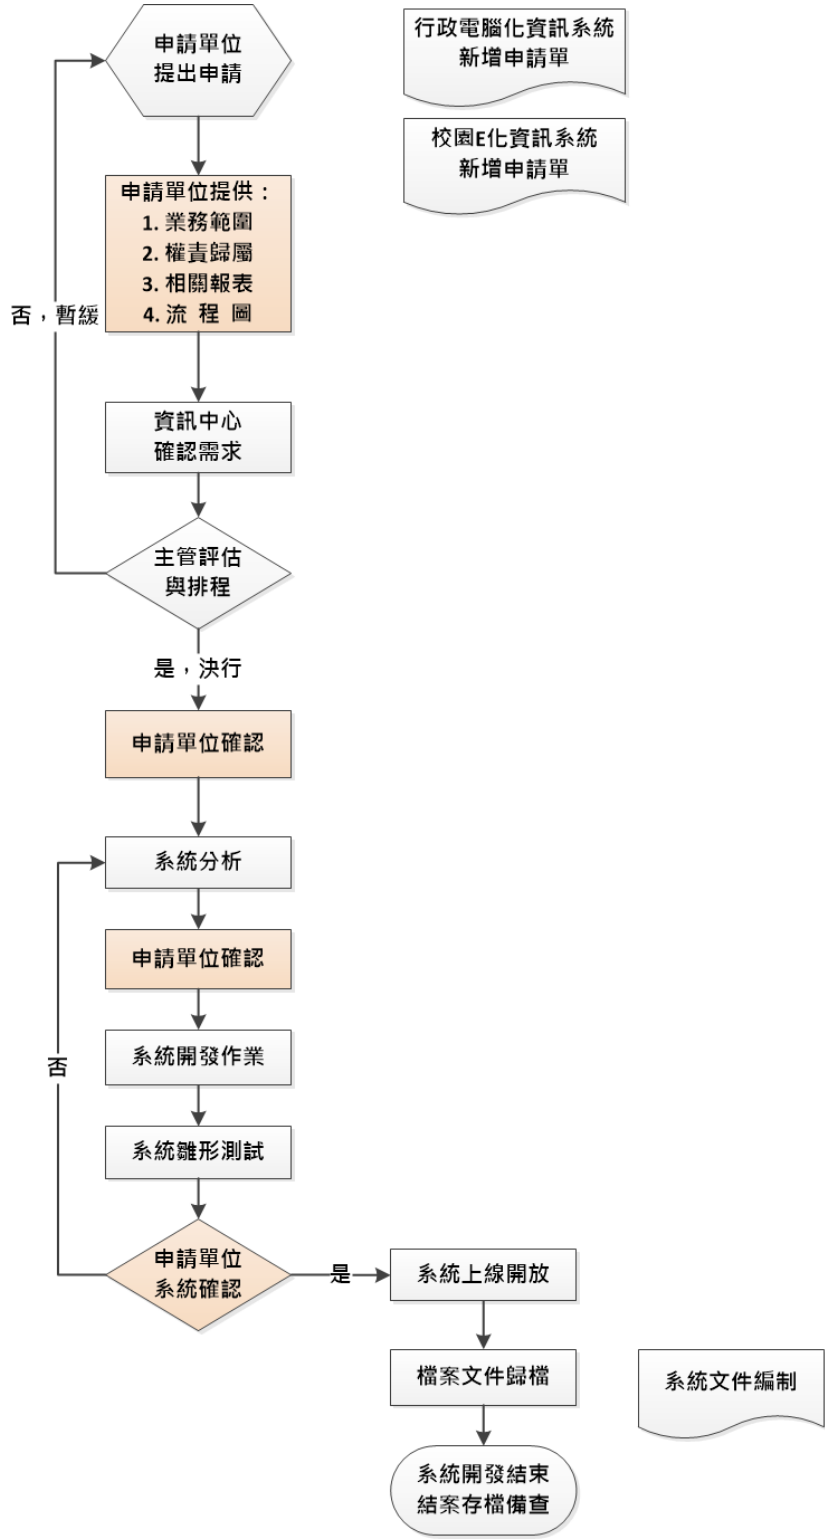 申請單位
提出申請
行政電腦化資訊系統
新增申請單
校園E化資訊系統
新增申請單
申請單位提供：
1. 業務範圍
2. 權責歸屬
3. 相關報表
4. 流 程 圖
否，暫緩
資訊中心
確認需求
主管評估
與排程
是，決行
申請單位確認
系統分析
申請單位確認
系統開發作業
否
系統雛形測試
申請單位
系統確認
是
系統上線開放
檔案文件歸檔
系統文件編制
系統開發結束
結案存檔備查